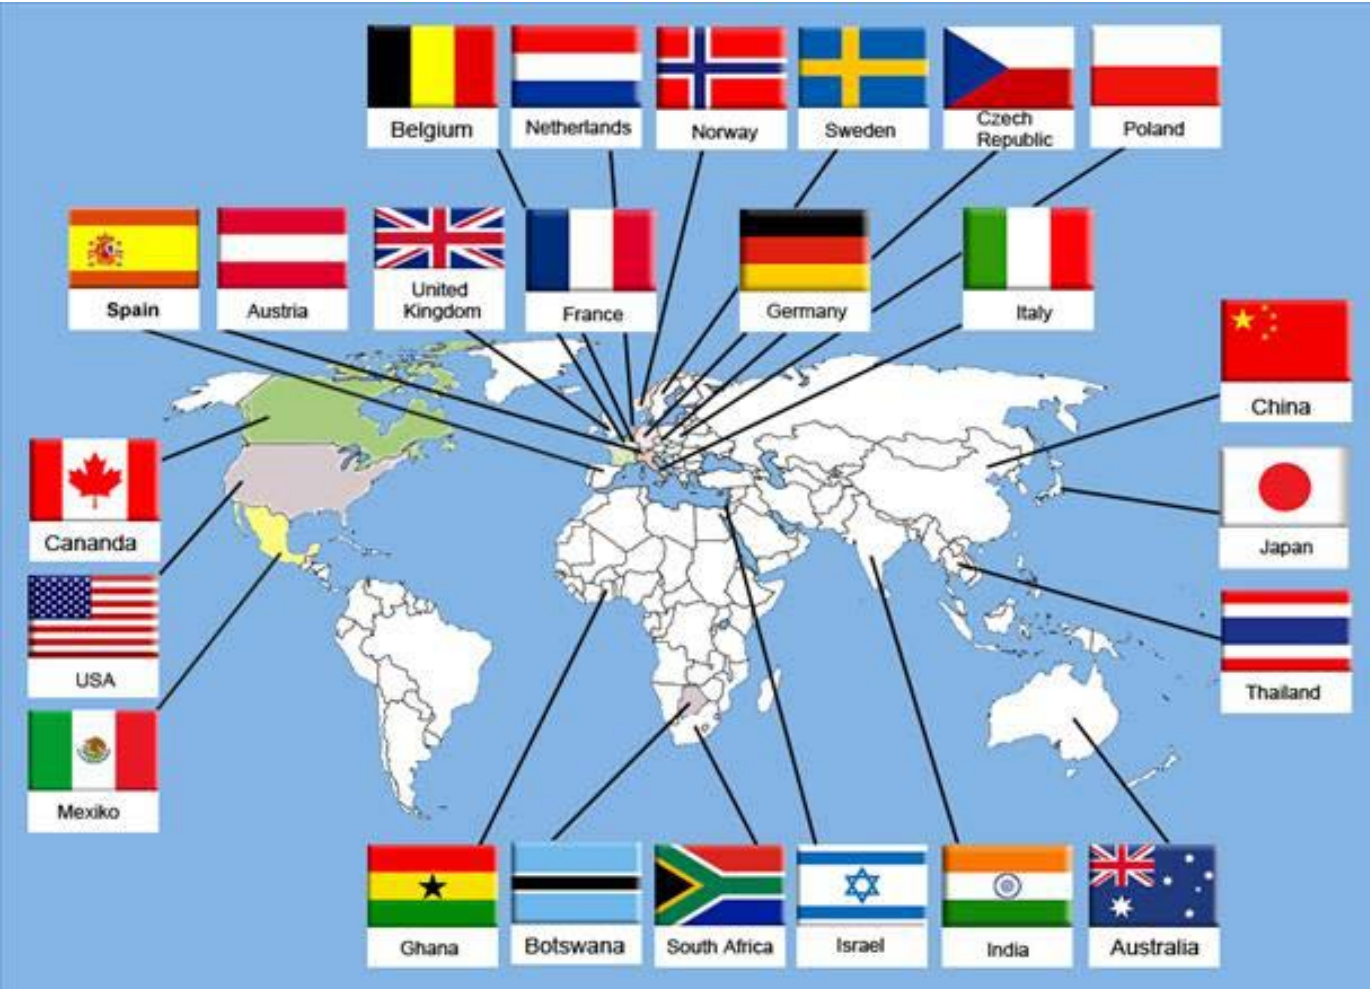 Belgium
Netherlands
Norway
Sweden
Czech
Republic
Poland
Spain
Austria
United
Kingdom
France
Germany
Italy
China
Cananda
Japan
USA
Thailand
Mexiko
Ghana
Botswana
South Africa
Israel
India
Australia